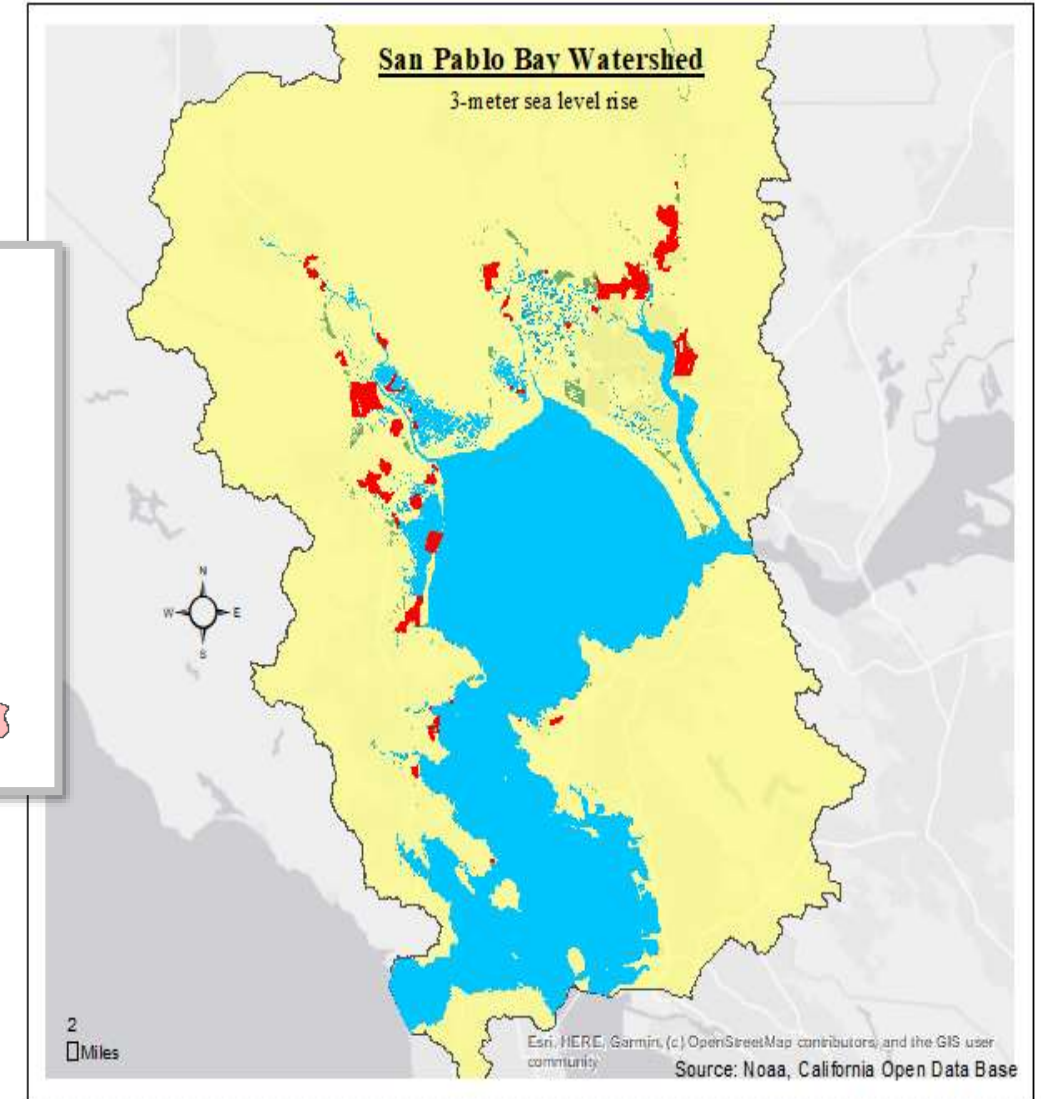 San Pablo Bay Watershed
3-meter sea level rise
N
W E
S
2
Miles
Esri, HERE, Garmin, (c) OpenStreetMap contributors, and the GIS user
community
Source: Noaa, California Open Data Base